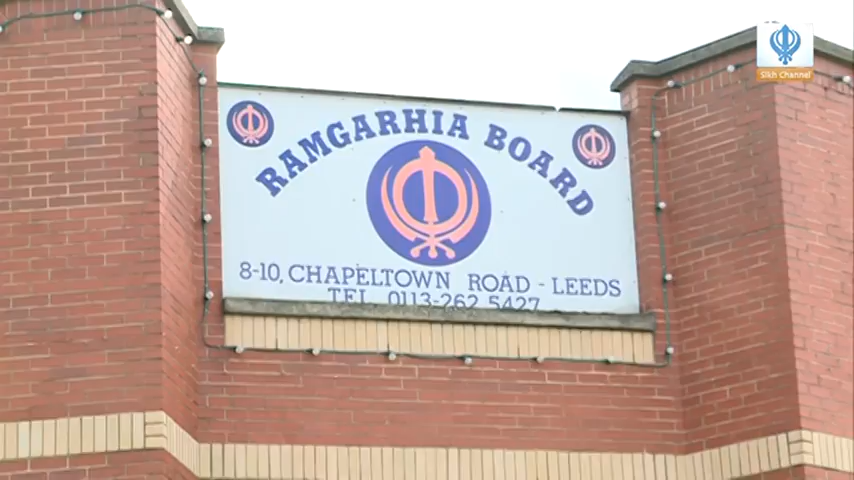 Sikh Channel
RAMGARHIA BOARD
8-10, CHAPELTOWN ROAD - LEEDS
TEL. 0113-262 5427